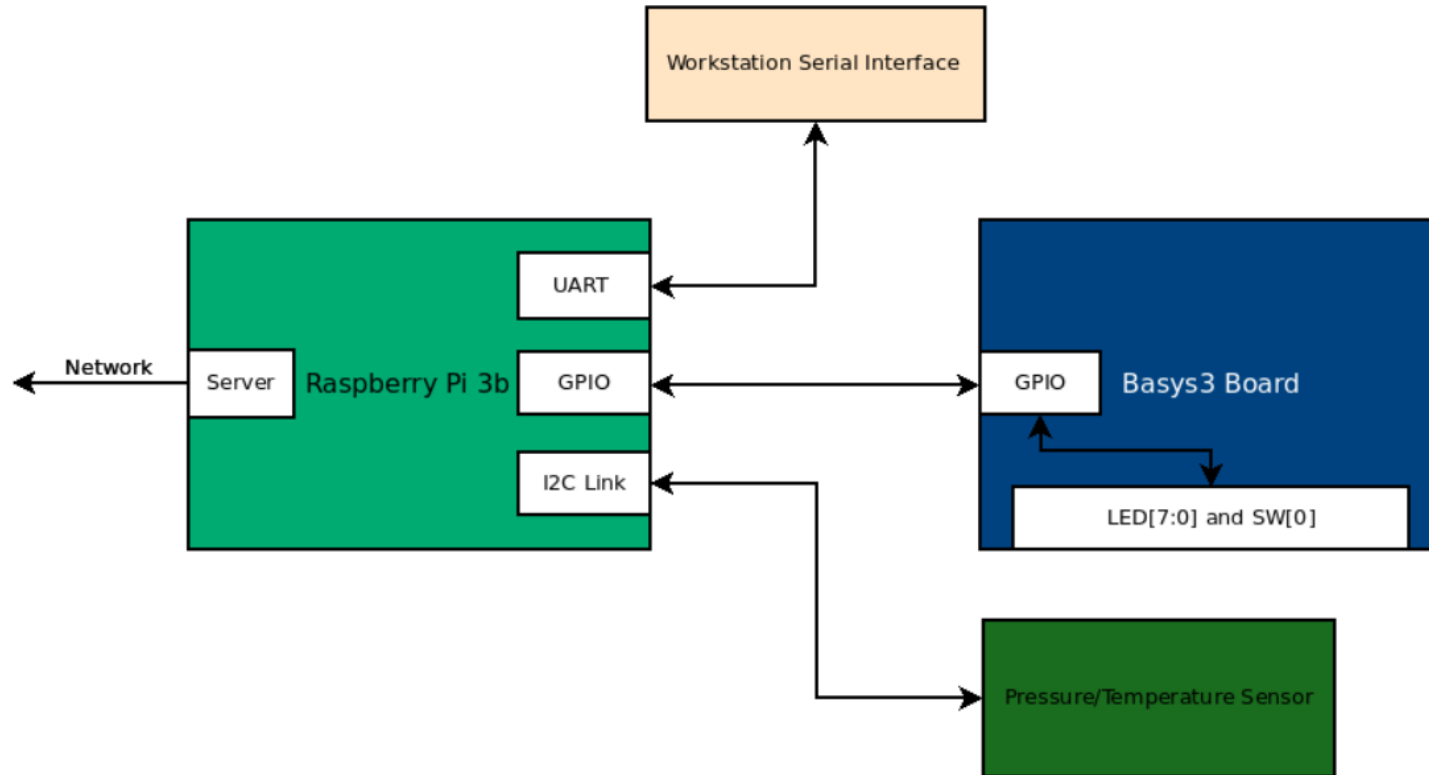 Workstation Serial Interface
UART
Network
Server
Raspberry Pi 3b
GPIO
GPIO
Basys3 Board
I2C Link
LED[7:0] and SW[0]
Pressure/Temperature Sensor